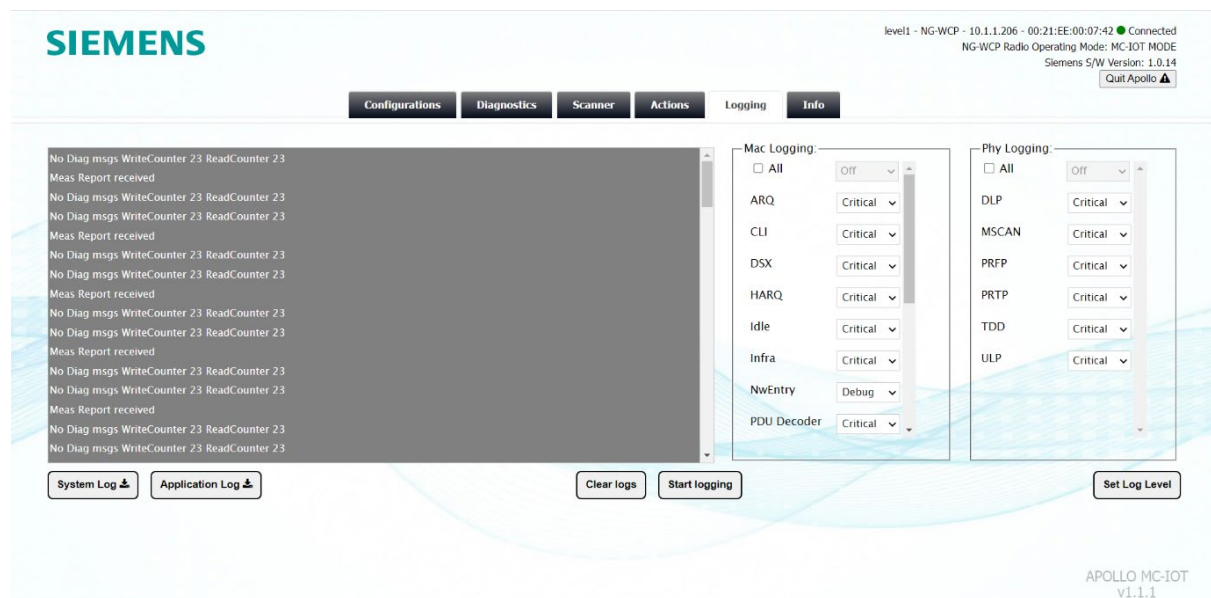 SIEMENS
level1 - NG-WCP - 10.1.1.206 - 00:21:EE:00:07:42 Connected
NG-WCP Radio Operating Mode: MC-IOT MODE
Siemens S/W Version: 1.0.14
Quit Apollo
Configurations Diagnostics Scanner Actions Logging Info
No Diag msgs WriteCounter 23 ReadCounter 23
Meas Report received
No Diag msgs WriteCounter 23 ReadCounter 23
No Diag msgs WriteCounter 23 ReadCounter 23
Meas Report received
No Diag msgs WriteCounter 23 ReadCounter 23
No Diag msgs WriteCounter 23 ReadCounter 23
Meas Report received
No Diag msgs WriteCounter 23 ReadCounter 23
No Diag msgs WriteCounter 23 ReadCounter 23
Meas Report received
No Diag msgs WriteCounter 23 ReadCounter 23
No Diag msgs WriteCounter 23 ReadCounter 23
Meas Report received
No Diag msgs WriteCounter 23 ReadCounter 23
No Diag msgs WriteCounter 23 ReadCounter 23
Mac Logging:
All Off
ARQ Critical
CLI Critical
DSX Critical
HARQ Critical
Idle Critical
Infra Critical
NwEntry Debug
PDU Decoder Critical
Phy Logging:
All Off
DLP Critical
MSCAN Critical
PRFP Critical
PRTP Critical
TDD Critical
ULP Critical
System Log Application Log Clear logs Start logging Set Log Level
APOLLO MC-IOT
v1.1.1